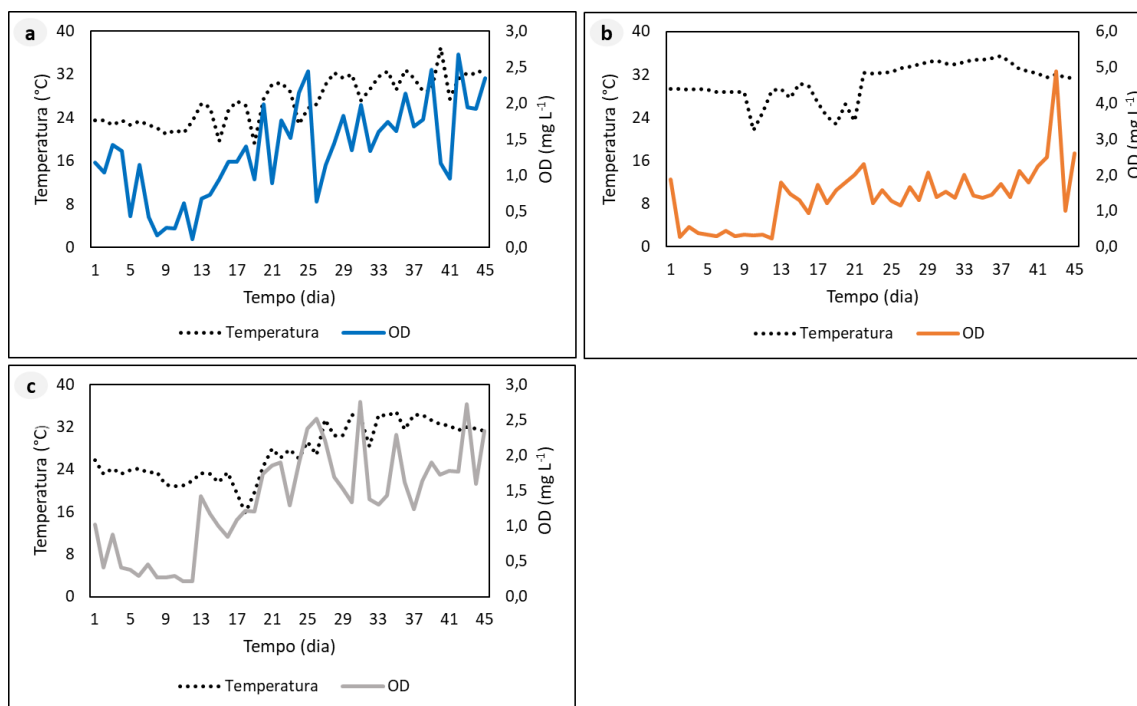 a
Temperatura (°C)
40
32
24
16
8
0
3,0
2,5
2,0
1,5
1,0
0,5
0,0
OD (mg L⁻¹)
1 5 9 13 17 21 25 29 33 37 41 45
Tempo (dia)
Temperatura OD
b
Temperatura (°C)
40
32
24
16
8
0
6,0
5,0
4,0
3,0
2,0
1,0
0,0
OD (mg L⁻¹)
1 5 9 13 17 21 25 29 33 37 41 45
Tempo (dia)
Temperatura OD
c
Temperatura (°C)
40
32
24
16
8
0
3,0
2,5
2,0
1,5
1,0
0,5
0,0
OD (mg L⁻¹)
1 5 9 13 17 21 25 29 33 37 41 45
Tempo (dia)
Temperatura OD